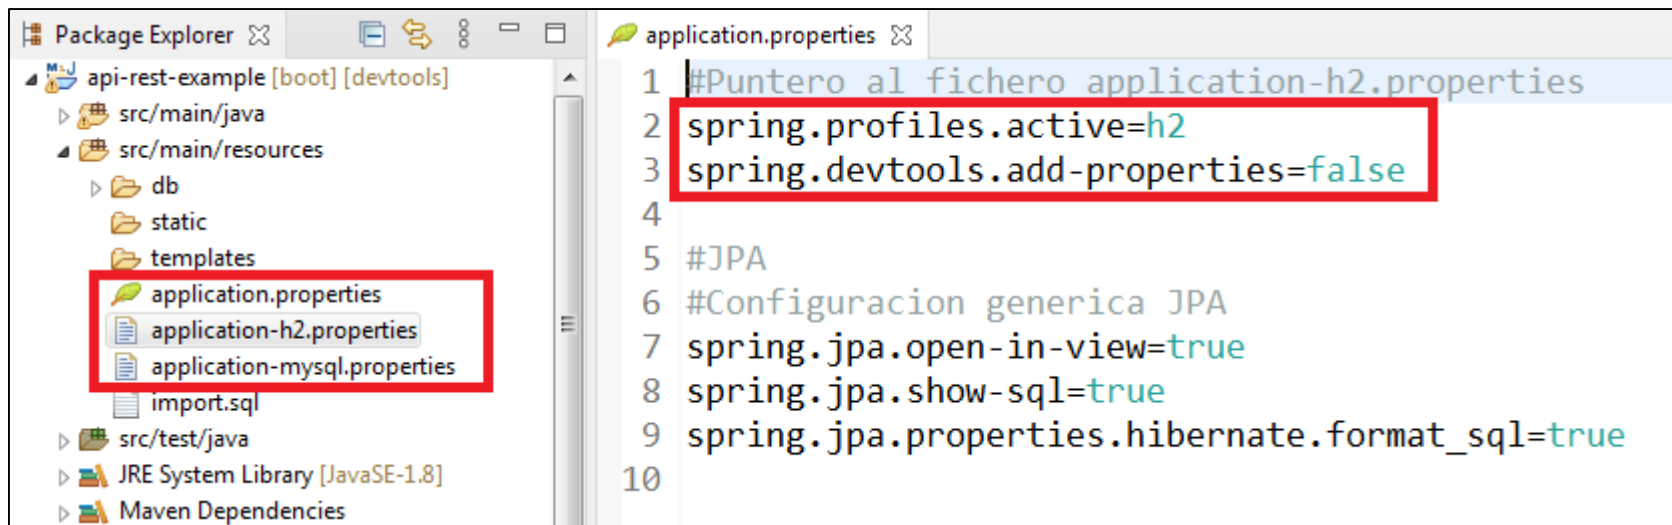 Package Explorer
api-rest-example [boot] [devtools]
src/main/java
src/main/resources
db
static
templates
application.properties
application-h2.properties
application-mysql.properties
import.sql
src/test/java
JRE System Library [JavaSE-1.8]
Maven Dependencies
application.properties
1 #Puntero al fichero application-h2.properties
2 spring.profiles.active=h2
3 spring.devtools.add-properties=false
4
5 #JPA
6 #Configuracion generica JPA
7 spring.jpa.open-in-view=true
8 spring.jpa.show-sql=true
9 spring.jpa.properties.hibernate.format_sql=true
10